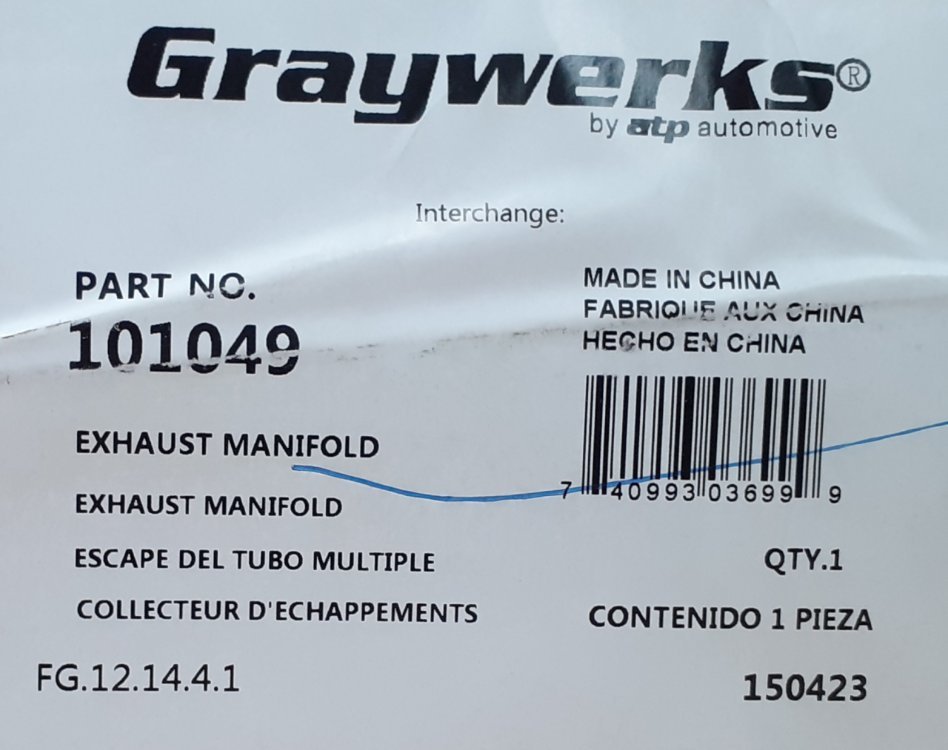 Graywerks®
by atp automotive
Interchange:
PART NO.
101049
MADE IN CHINA
FABRIQUE AUX CHINA
HECHO EN CHINA
EXHAUST MANIFOLD
7 40993 03699 9
EXHAUST MANIFOLD
ESCAPE DEL TUBO MULTIPLE
QTY.1
COLLECTEUR D'ECHAPPEMENTS
CONTENIDO 1 PIEZA
FG.12.14.4.1
150423